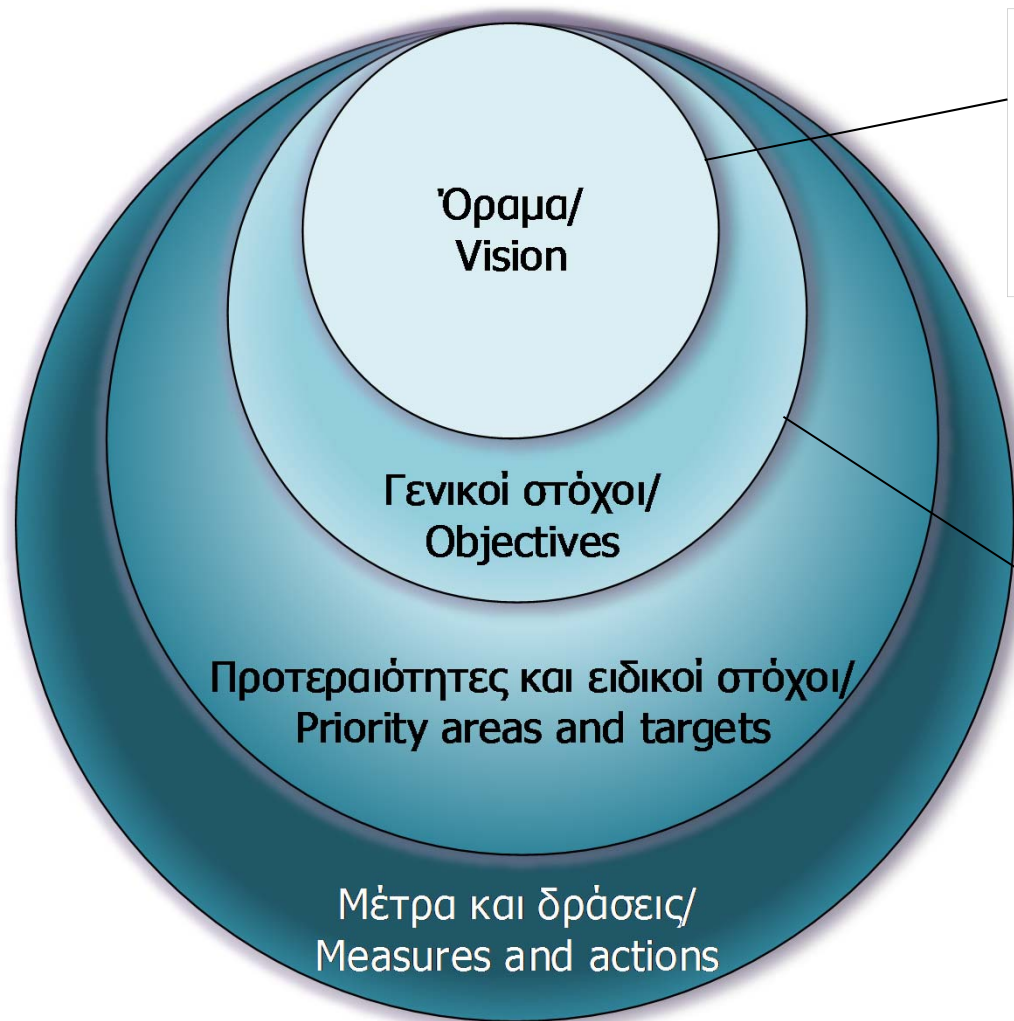 Όραμα/
Vision
Γενικοί στόχοι/
Objectives
Προτεραιότητες και ειδικοί στόχοι/
Priority areas and targets
Μέτρα και δράσεις/
Measures and actions